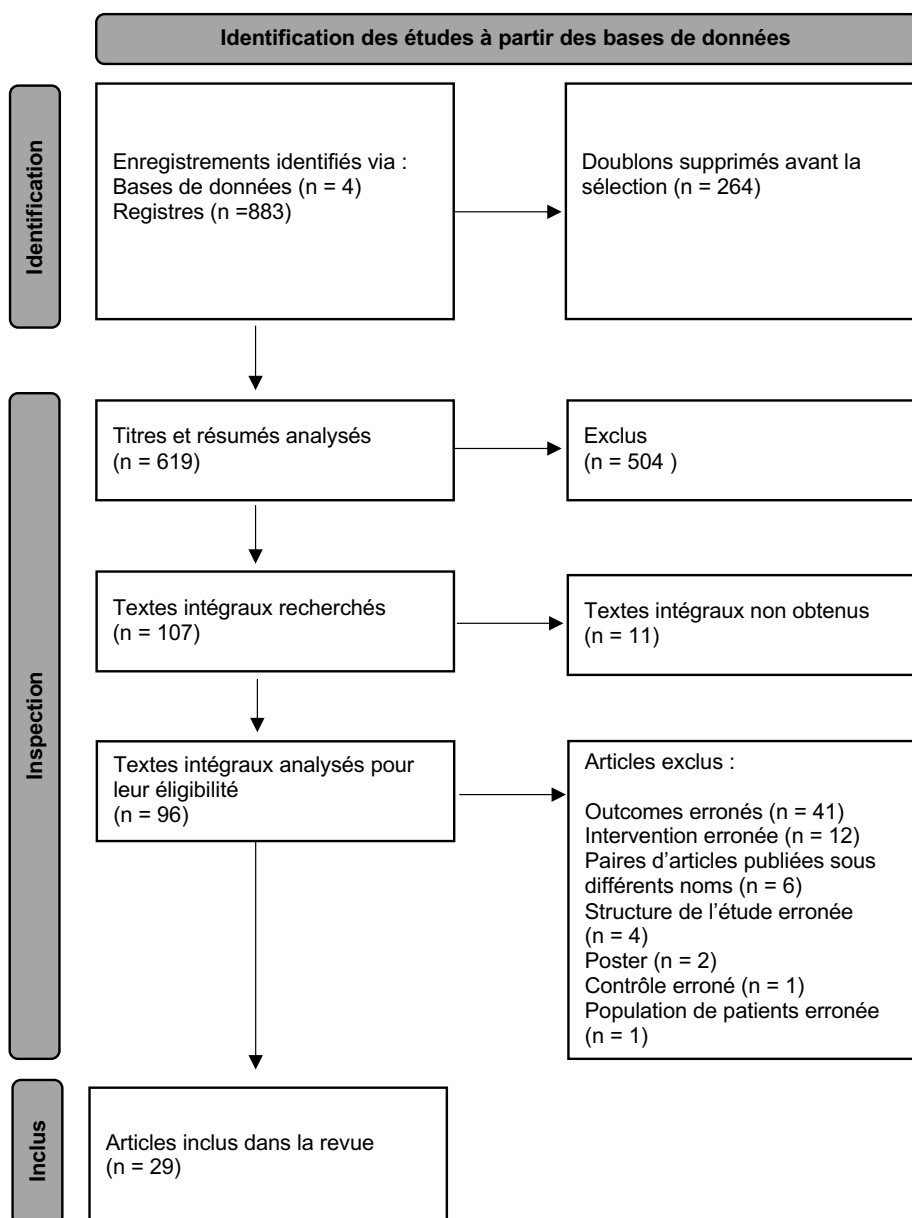 Identification des études à partir des bases de données
Identification
Enregistrements identifiés via :
Bases de données (n = 4)
Registres (n =883)
Doublons supprimés avant la
sélection (n = 264)
Inspection
Titres et résumés analysés
(n = 619)
Exclus
(n = 504 )
Textes intégraux recherchés
(n = 107)
Textes intégraux non obtenus
(n = 11)
Textes intégraux analysés pour
leur éligibilité
(n = 96)
Articles exclus :
Outcomes erronés (n = 41)
Intervention erronée (n = 12)
Paires d’articles publiées sous
différents noms (n = 6)
Structure de l’étude erronée
(n = 4)
Poster (n = 2)
Contrôle erroné (n = 1)
Population de patients erronée
(n = 1)
Inclus
Articles inclus dans la revue
(n = 29)